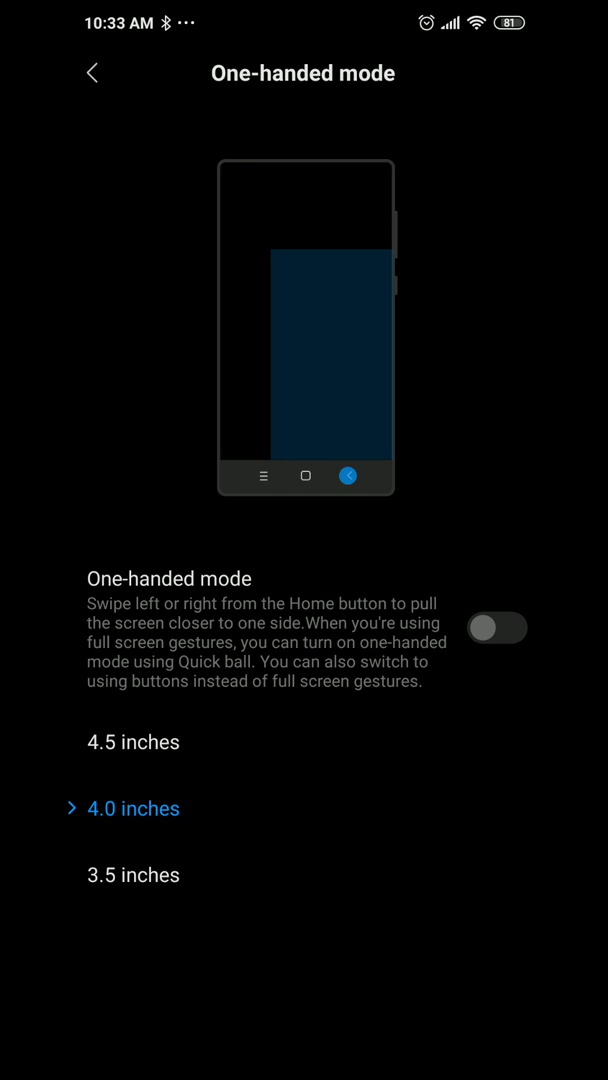 10:33 AM ··· 81
One-handed mode
One-handed mode
Swipe left or right from the Home button to pull
the screen closer to one side.When you're using
full screen gestures, you can turn on one-handed
mode using Quick ball. You can also switch to
using buttons instead of full screen gestures.
4.5 inches
4.0 inches
3.5 inches